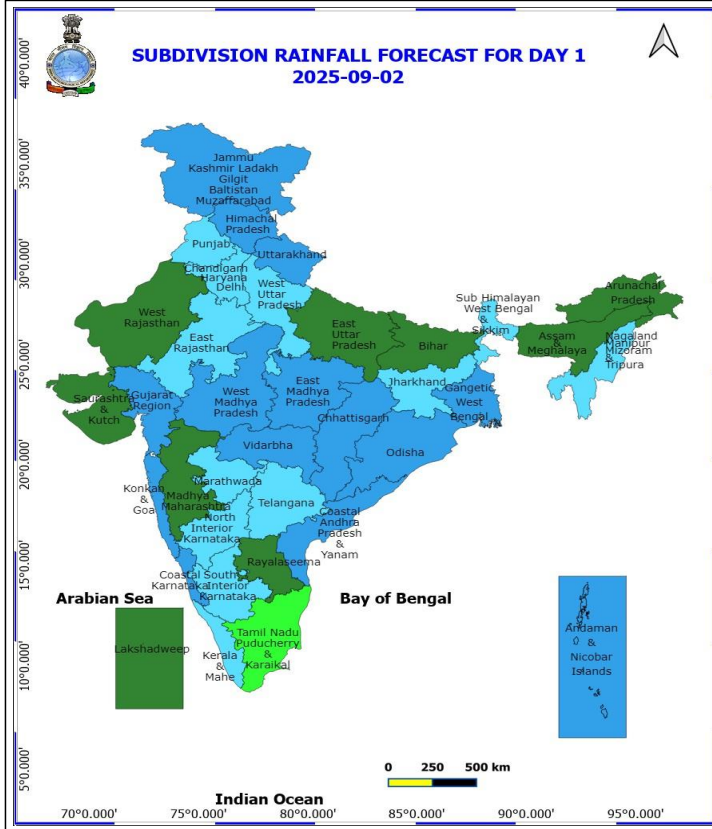 SUBDIVISION RAINFALL FORECAST FOR DAY 1
2025-09-02
40°0.000'
35°0.000'
30°0.000'
25°0.000'
20°0.000'
15°0.000'
10°0.000'
5°0.000'
Jammu
Kashmir Ladakh
Gilgit
Baltistan
Muzaffarabad
Himachal
Pradesh
Punjab
Uttarakhand
Chandigarh
Haryana
Delhi
West
Uttar
Pradesh
West
Rajasthan
East
Rajasthan
East
Uttar
Pradesh
Bihar
Sub Himalayan
West Bengal
&
Sikkim
Arunachal
Pradesh
Assam
&
Meghalaya
Nagaland
Manipur
Mizoram
&
Tripura
Saurashtra
&
Kutch
Gujarat
Region
West
Madhya
Pradesh
East
Madhya
Pradesh
Jharkhand
Gangetic
West
Bengal
Chhattisgarh
Odisha
Vidarbha
Konkan
&
Goa
Madhya
Maharashtra
Marathwada
Telangana
North
Interior
Karnataka
Coastal
Andhra
Pradesh
&
Yanam
Rayalaseema
Coastal
Karnataka
South
Interior
Karnataka
Arabian Sea
Bay of Bengal
Lakshadweep
Kerala
&
Mahe
Tamil Nadu
Puducherry
&
Karaikal
Andaman
&
Nicobar
Islands
0 250 500 km
Indian Ocean
70°0.000' 75°0.000' 80°0.000' 85°0.000' 90°0.000' 95°0.000'